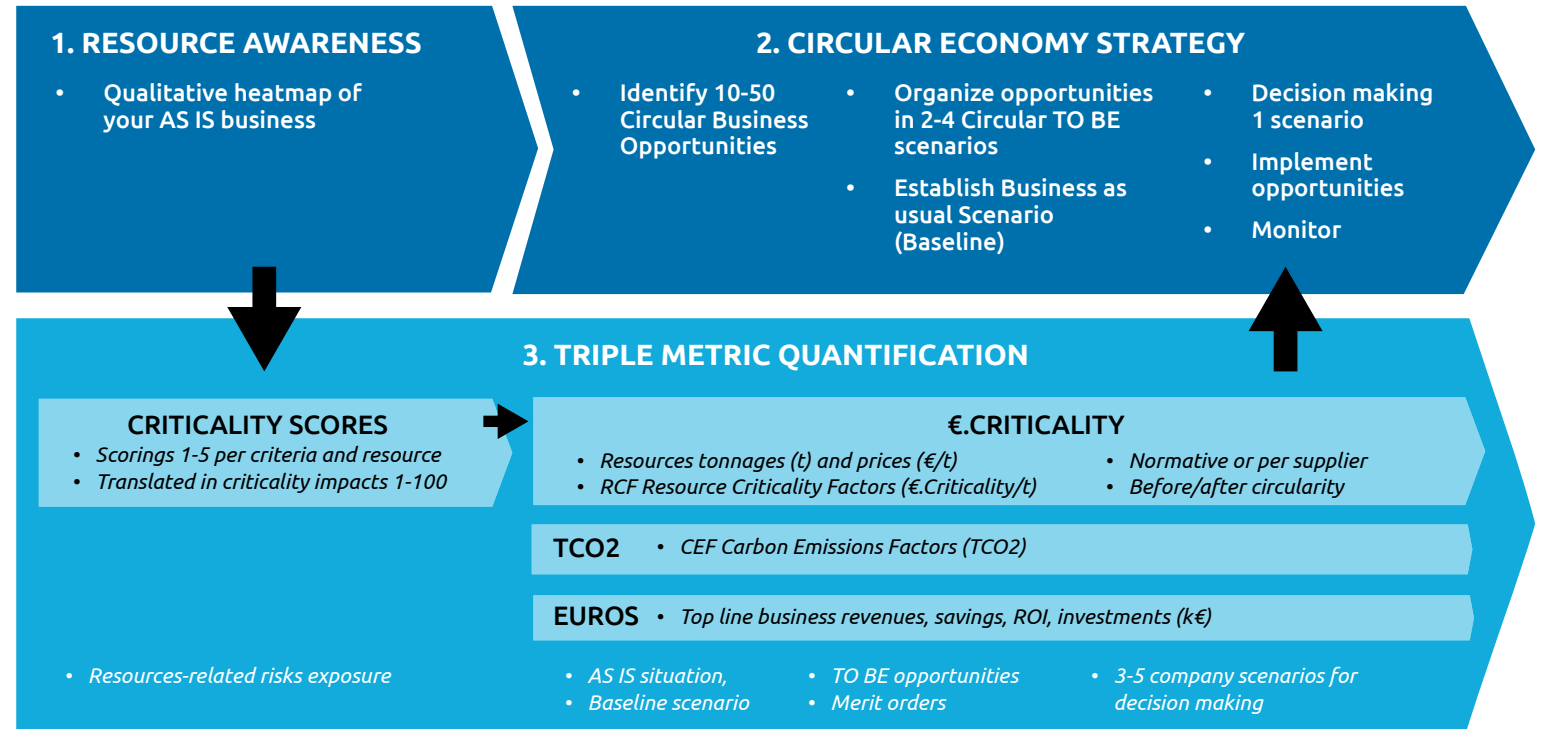 1. RESOURCE AWARENESS
• Qualitative heatmap of
your AS IS business
2. CIRCULAR ECONOMY STRATEGY
• Identify 10-50
Circular Business
Opportunities
• Organize opportunities
in 2-4 Circular TO BE
scenarios
• Establish Business as
usual Scenario
(Baseline)
• Decision making
1 scenario
• Implement
opportunities
• Monitor
3. TRIPLE METRIC QUANTIFICATION
CRITICALITY SCORES
• Scorings 1-5 per criteria and resource
• Translated in criticality impacts 1-100
€.CRITICALITY
• Resources tonnages (t) and prices (€/t)
• RCF Resource Criticality Factors (€.Criticality/t)
• Normative or per supplier
• Before/after circularity
TCO2 • CEF Carbon Emissions Factors (TCO2)
EUROS • Top line business revenues, savings, ROI, investments (k€)
• Resources-related risks exposure
• AS IS situation,
• Baseline scenario
• TO BE opportunities
• Merit orders
• 3-5 company scenarios for
decision making